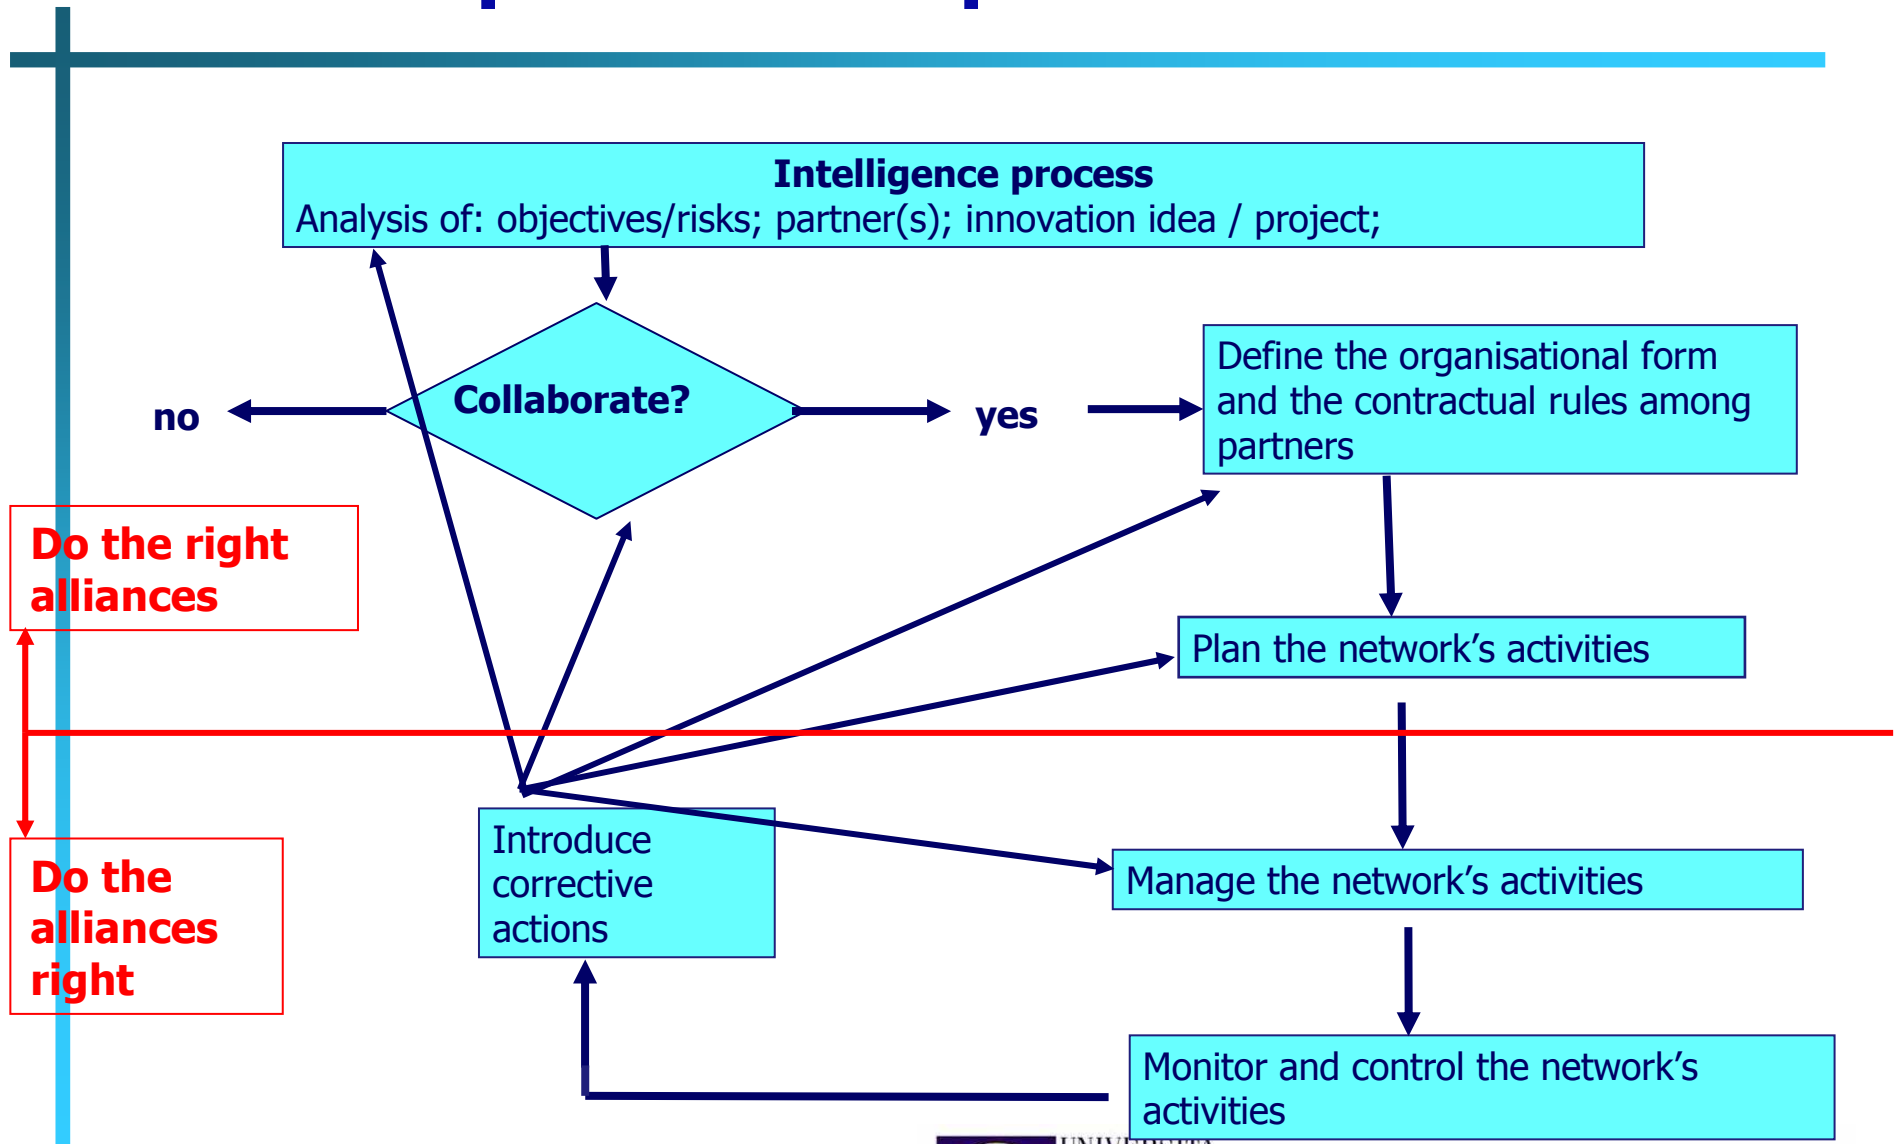 Intelligence process
Analysis of: objectives/risks; partner(s); innovation idea / project;
Collaborate?
no
yes
Define the organisational form
and the contractual rules among
partners
Do the right
alliances
Plan the network’s activities
Introduce
corrective
actions
Manage the network’s activities
Do the
alliances
right
Monitor and control the network’s
activities